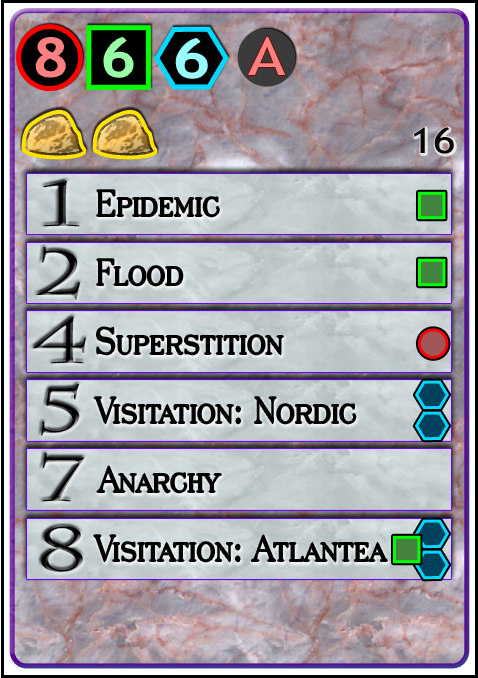 8 6 6 A
16
1 Epidemic
2 Flood
4 Superstition
5 Visitation: Nordic
7 Anarchy
8 Visitation: Atlantea